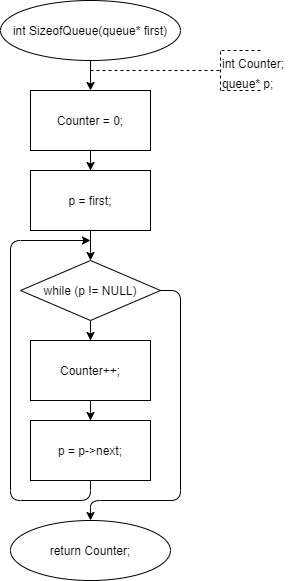 int SizeofQueue(queue* first)
int Counter;
queue* p;
Counter = 0;
p = first;
while (p != NULL)
Counter++;
p = p->next;
return Counter;